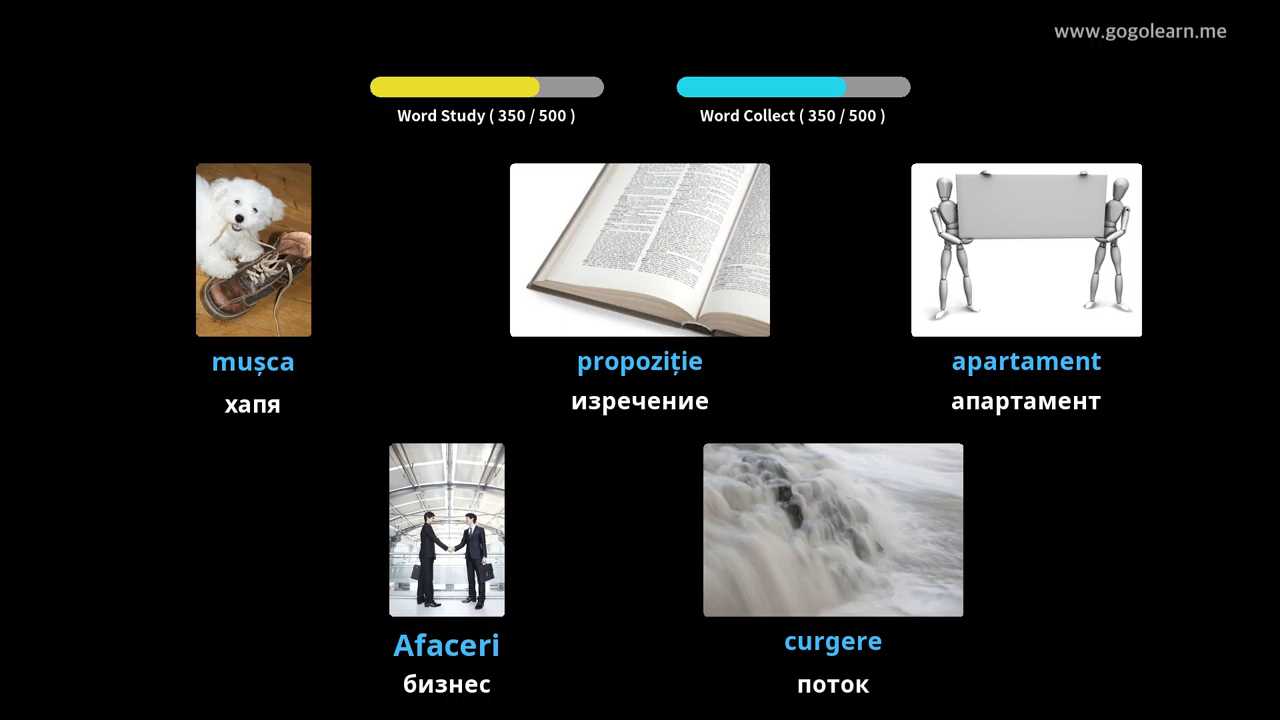 www.gogolearn.me
Word Study ( 350 / 500 )
Word Collect ( 350 / 500 )
mușca
хапя
propoziție
изречение
apartament
апартамент
Afaceri
бизнес
curgere
поток